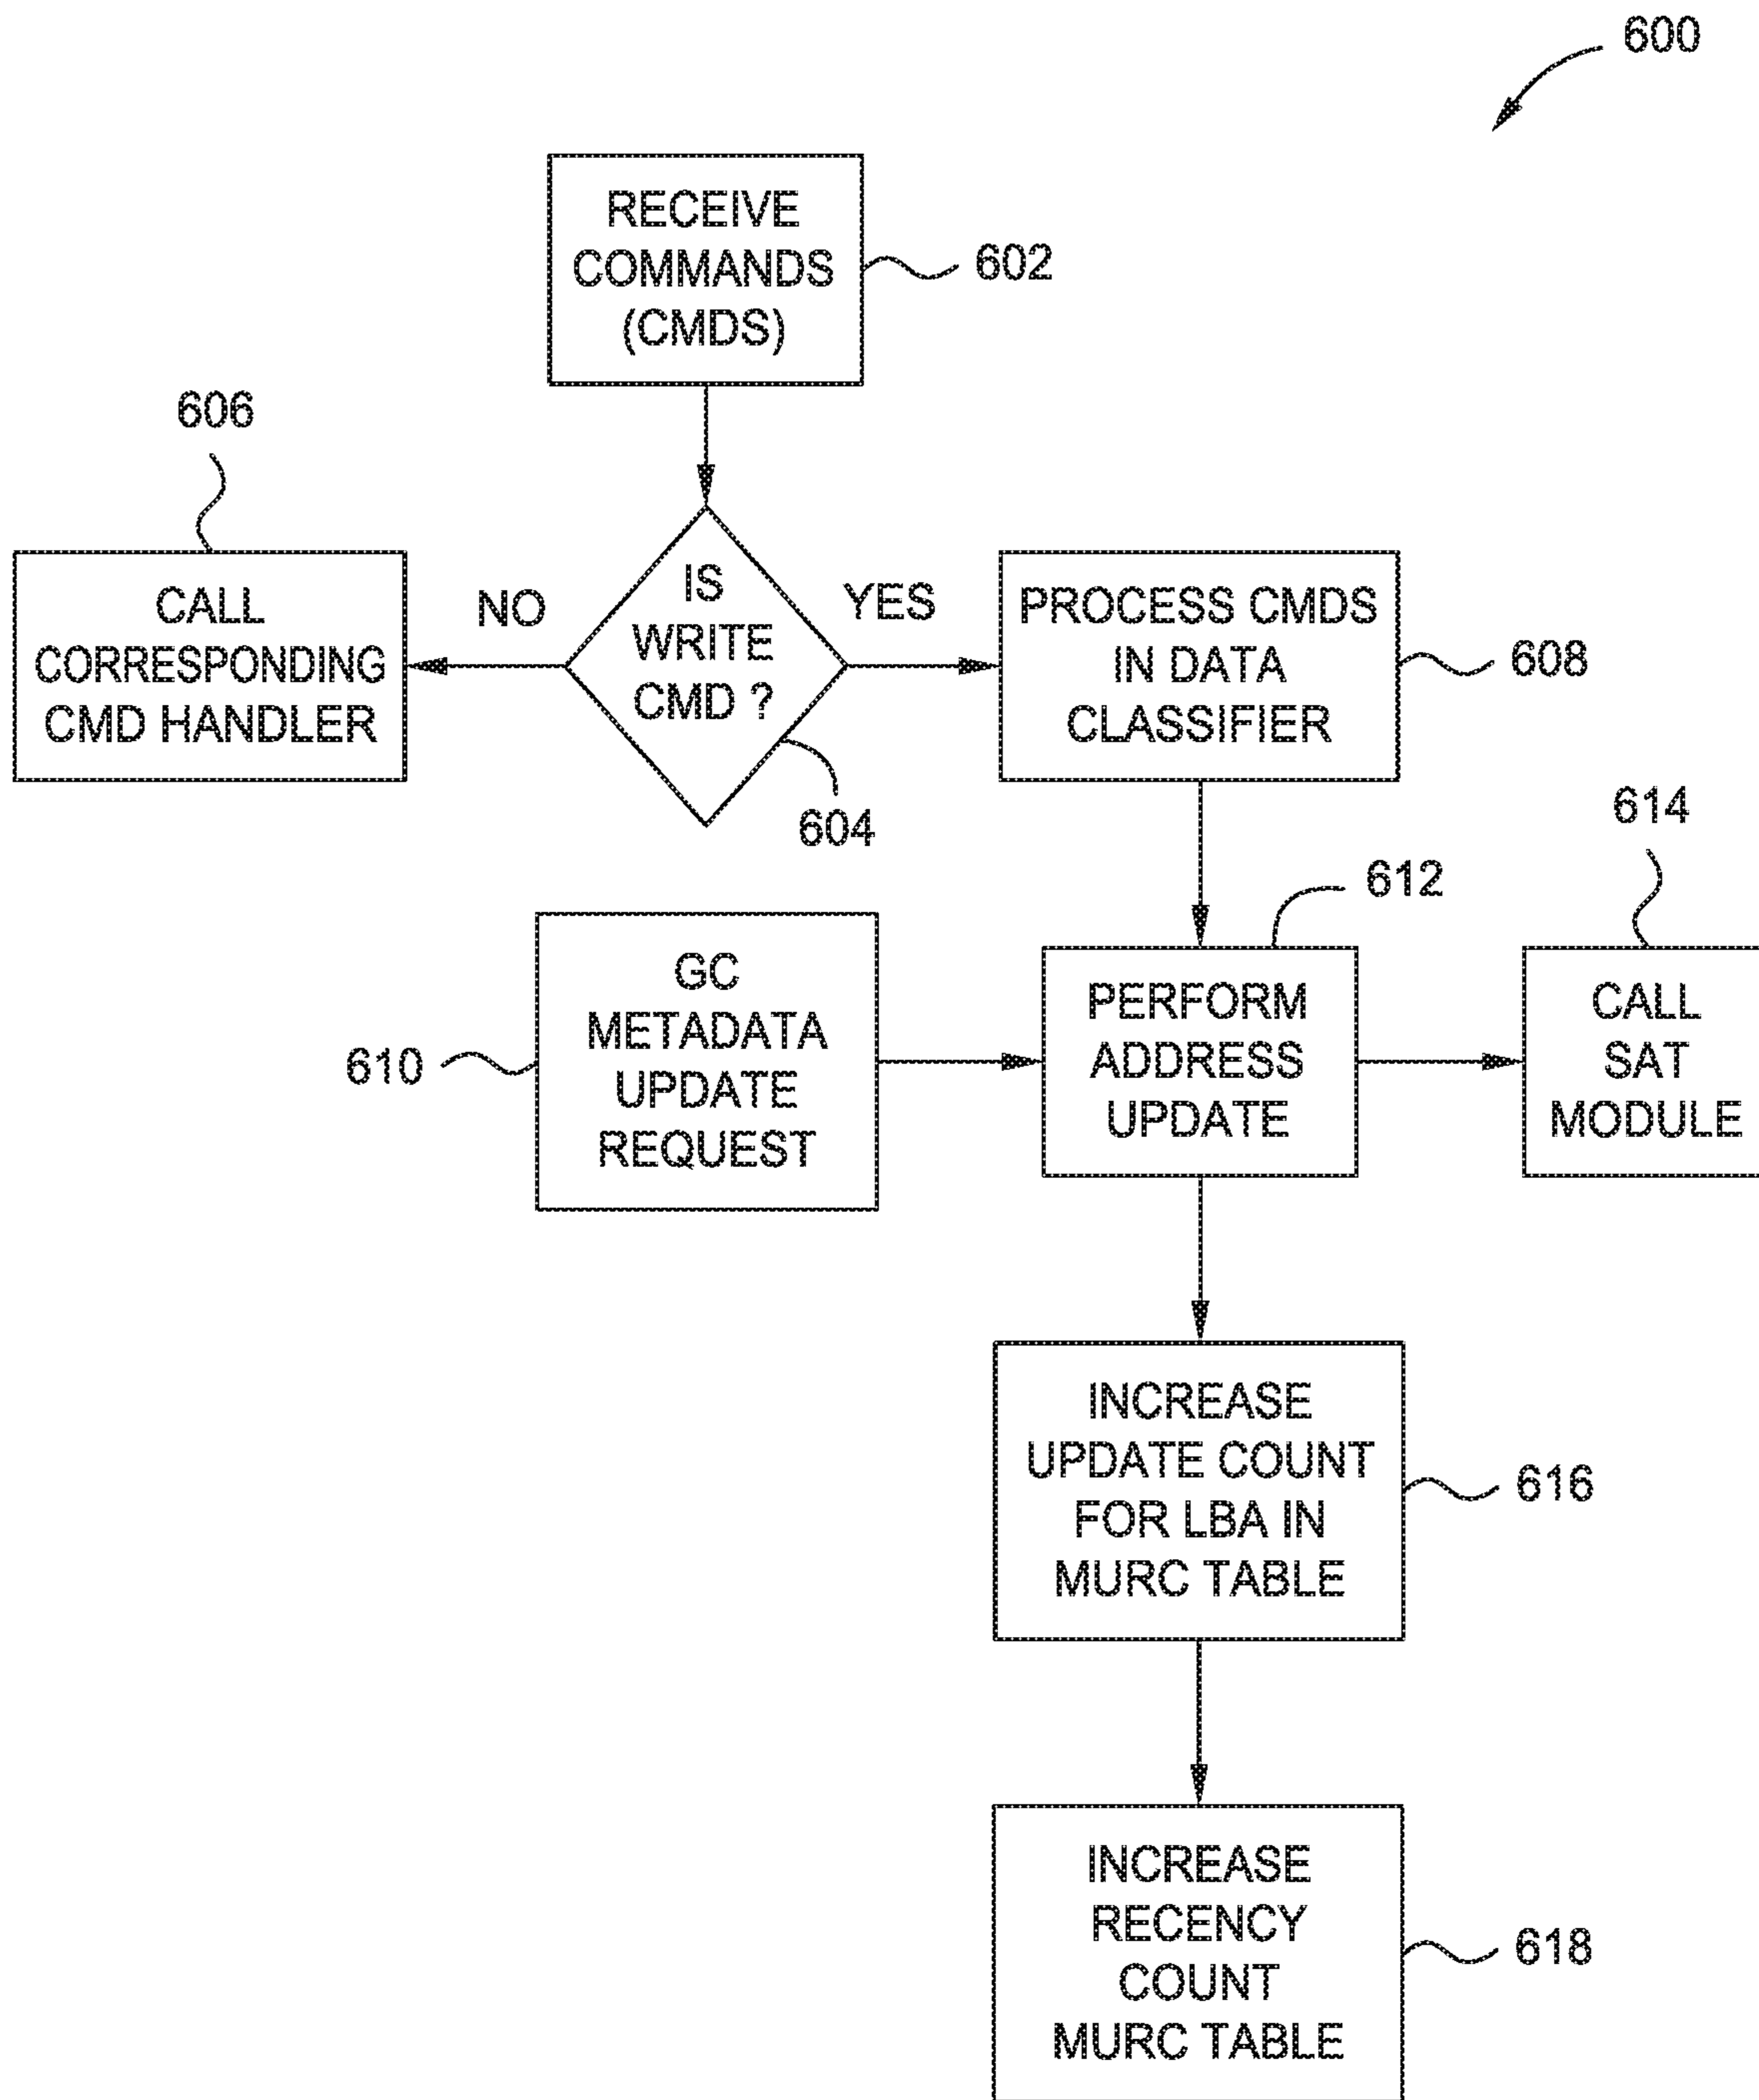 600
RECEIVE
COMMANDS
(CMDS)
602
606
CALL
CORRESPONDING
CMD HANDLER
NO
IS
WRITE
CMD ?
604
YES
PROCESS CMDS
IN DATA
CLASSIFIER
608
610
GC
METADATA
UPDATE
REQUEST
612
PERFORM
ADDRESS
UPDATE
614
CALL
SAT
MODULE
INCREASE
UPDATE COUNT
FOR LBA IN
MURC TABLE
616
INCREASE
RECENCY
COUNT
MURC TABLE
618